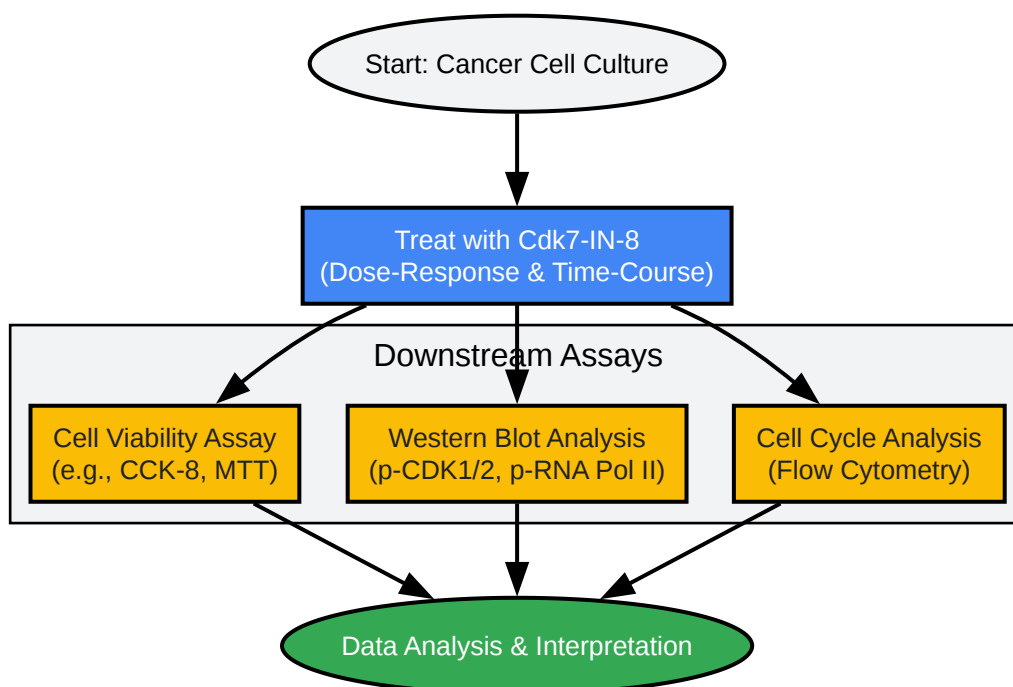 Start: Cancer Cell Culture
Treat with Cdk7-IN-8
(Dose-Response & Time-Course)
Downstream Assays
Cell Viability Assay
(e.g., CCK-8, MTT)
Western Blot Analysis
(p-CDK1/2, p-RNA Pol II)
Cell Cycle Analysis
(Flow Cytometry)
Data Analysis & Interpretation